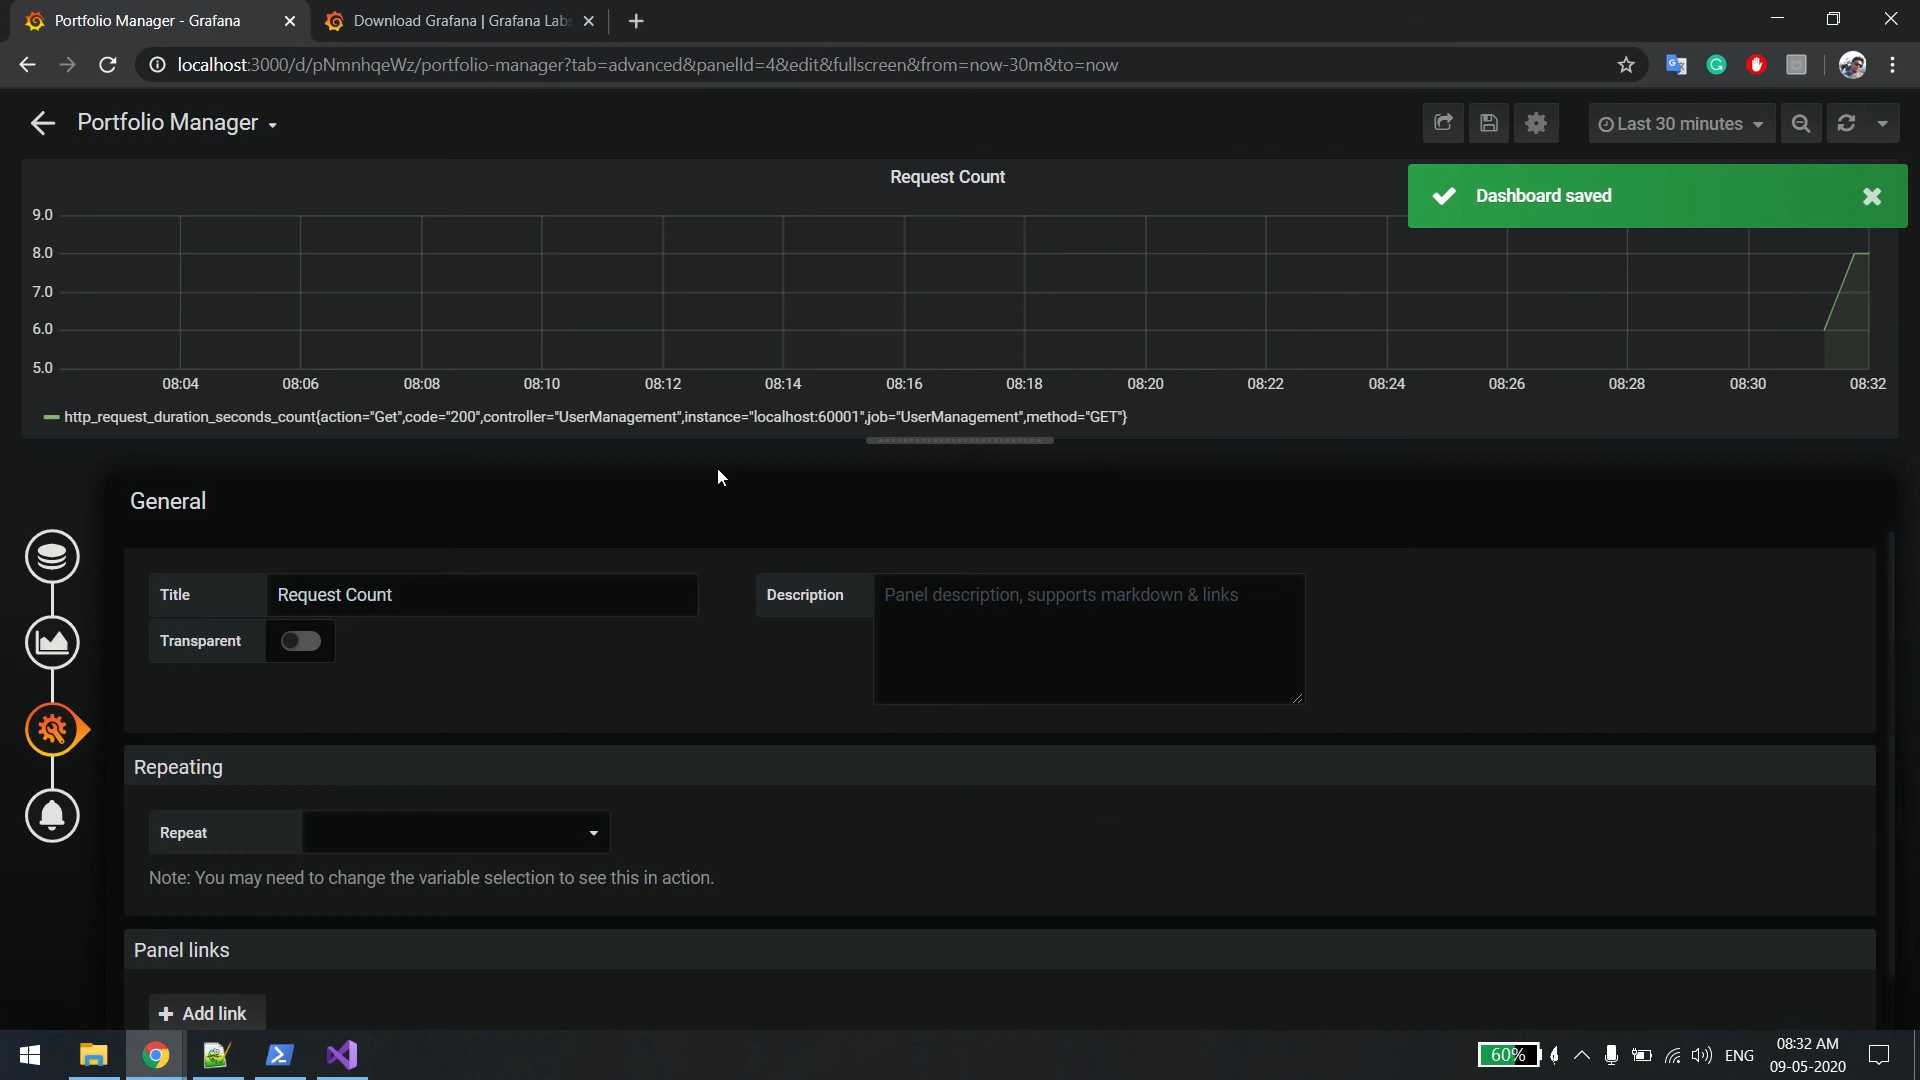 Portfolio Manager - Grafana
Download Grafana | Grafana Labs
localhost:3000/d/pNmnhqeWz/portfolio-manager?tab=advanced&panelId=4&edit&fullscreen&from=now-30m&to=now
Portfolio Manager
Last 30 minutes
Request Count
Dashboard saved
9.0
8.0
7.0
6.0
5.0
08:04 08:06 08:08 08:10 08:12 08:14 08:16 08:18 08:20 08:22 08:24 08:26 08:28 08:30 08:32
http_request_duration_seconds_count{action="Get",code="200",controller="UserManagement",instance="localhost:60001",job="UserManagement",method="GET"}
General
Title Request Count
Description Panel description, supports markdown & links
Transparent
Repeating
Repeat
Note: You may need to change the variable selection to see this in action.
Panel links
+ Add link
60%
ENG
08:32 AM
09-05-2020